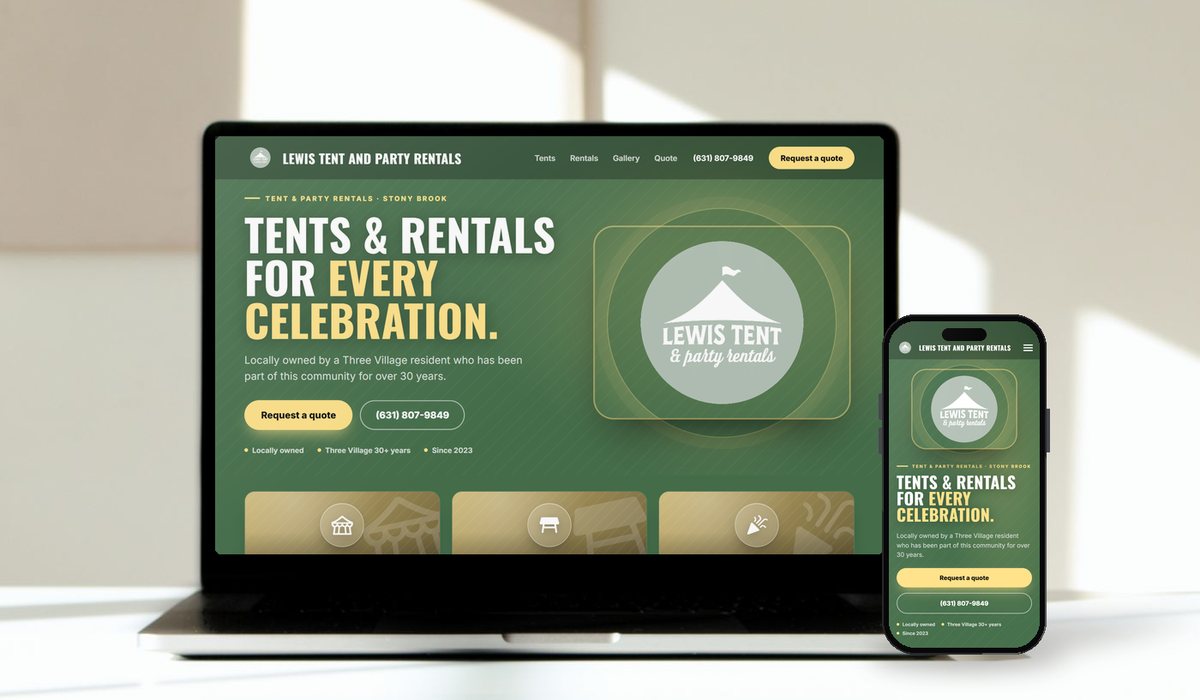 LEWIS TENT AND PARTY RENTALS
Tents Rentals Gallery Quote (631) 807-9849 Request a quote
TENT & PARTY RENTALS · STONY BROOK
TENTS & RENTALS
FOR EVERY
CELEBRATION.
Locally owned by a Three Village resident who has been
part of this community for over 30 years.
Request a quote (631) 807-9849
Locally owned Three Village 30+ years Since 2023
LEWIS TENT
& party rentals
LEWIS TENT AND PARTY RENTALS
LEWIS TENT
& party rentals
TENT & PARTY RENTALS · STONY BROOK
TENTS & RENTALS
FOR EVERY
CELEBRATION.
Locally owned by a Three Village resident
who has been part of this community for over
30 years.
Request a quote
(631) 807-9849
Locally owned Three Village 30+ years
Since 2023